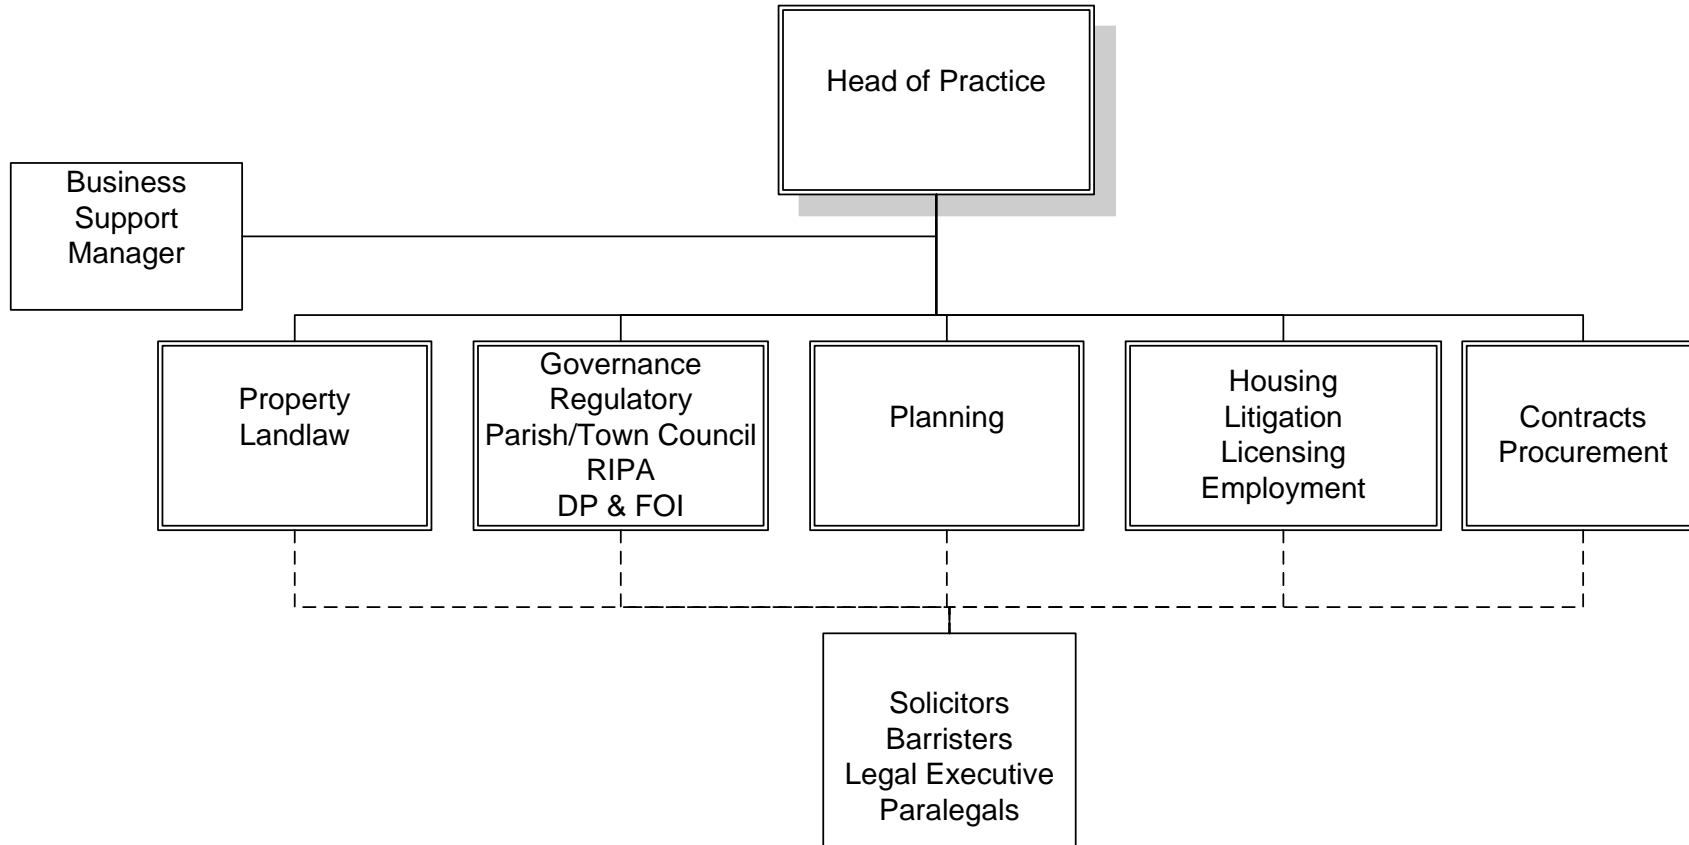 Head of Practice
Business
Support
Manager
Property
Landlaw
Governance
Regulatory
Parish/Town Council
RIPA
DP & FOI
Planning
Housing
Litigation
Licensing
Employment
Contracts
Procurement
Solicitors
Barristers
Legal Executive
Paralegals